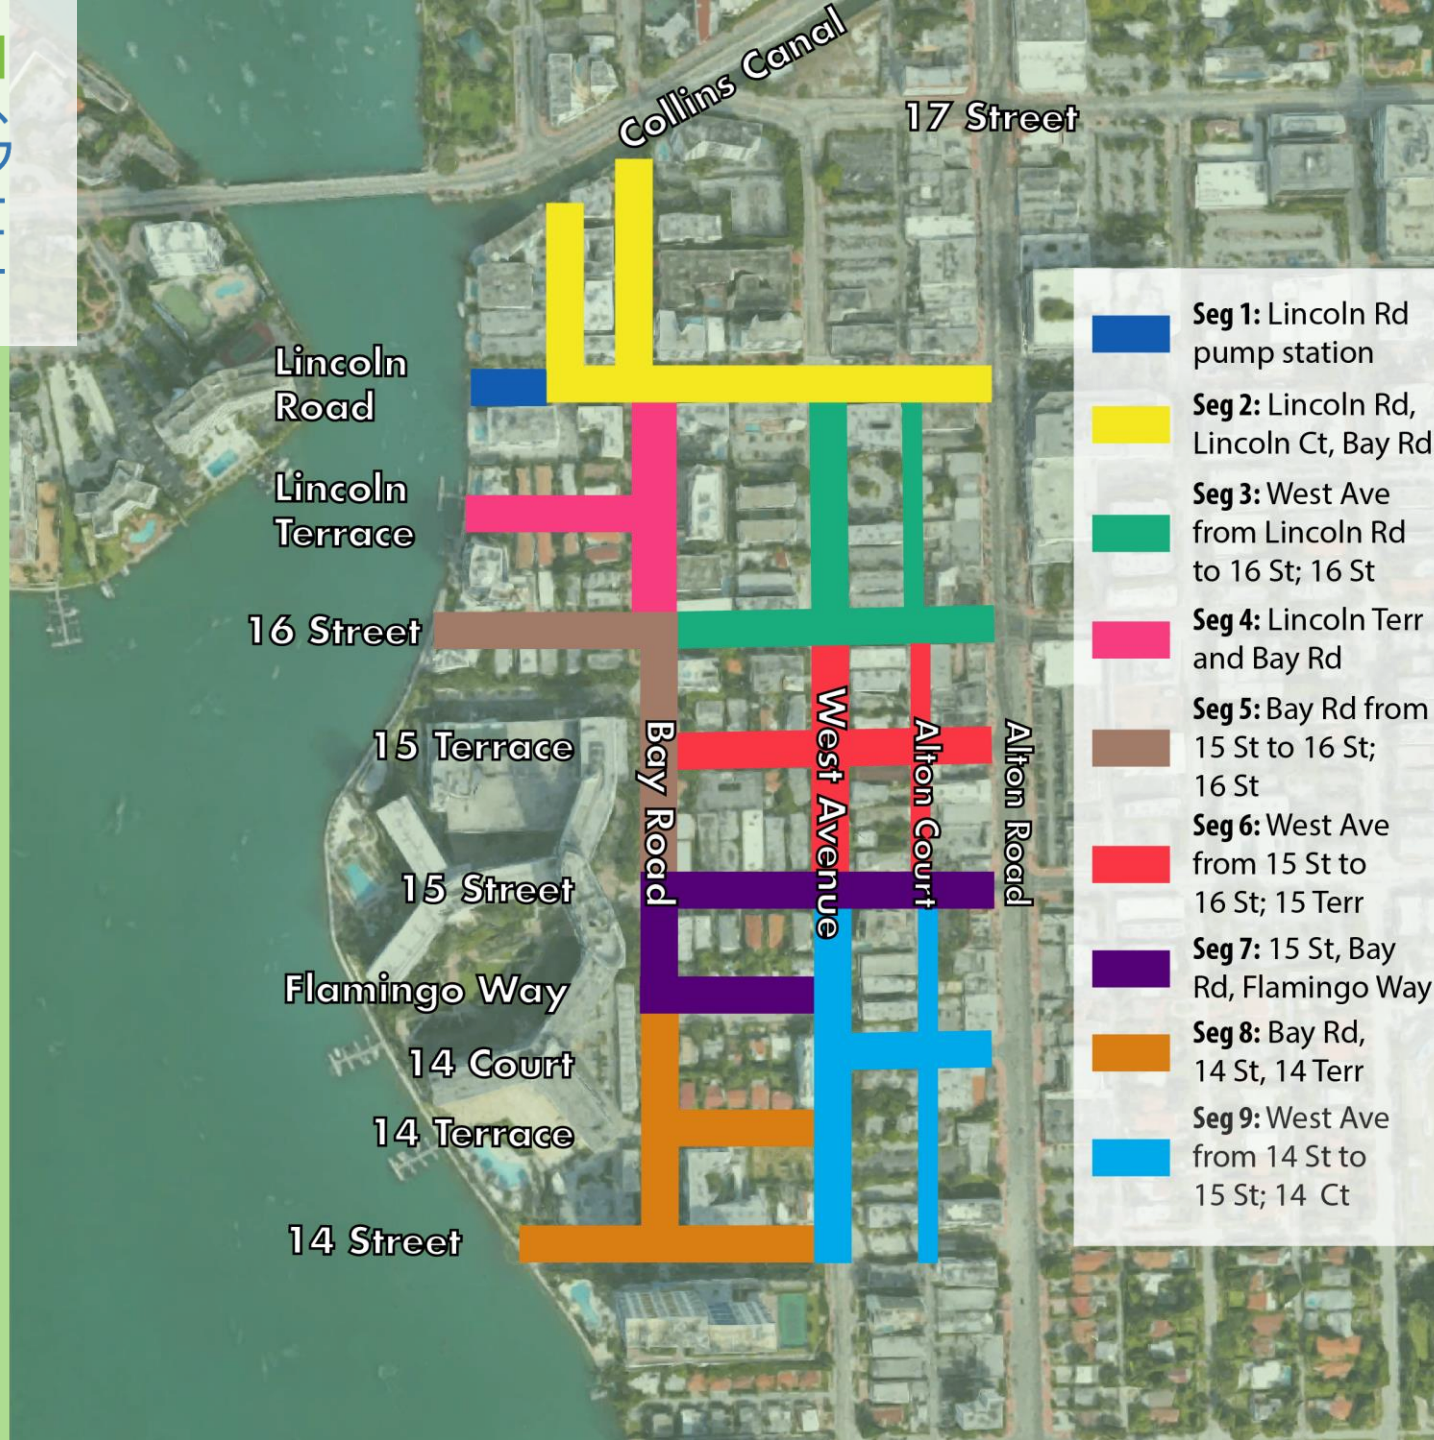 Collins Canal
17 Street
Lincoln
Road
Lincoln
Terrace
16 Street
15 Terrace
15 Street
Flamingo Way
14 Court
14 Terrace
14 Street
Bay Road
West Avenue
Alton Court
Alton Road
Seg 1: Lincoln Rd
pump station
Seg 2: Lincoln Rd,
Lincoln Ct, Bay Rd
Seg 3: West Ave
from Lincoln Rd
to 16 St; 16 St
Seg 4: Lincoln Terr
and Bay Rd
Seg 5: Bay Rd from
15 St to 16 St;
16 St
Seg 6: West Ave
from 15 St to
16 St; 15 Terr
Seg 7: 15 St, Bay
Rd, Flamingo Way
Seg 8: Bay Rd,
14 St, 14 Terr
Seg 9: West Ave
from 14 St to
15 St; 14 Ct